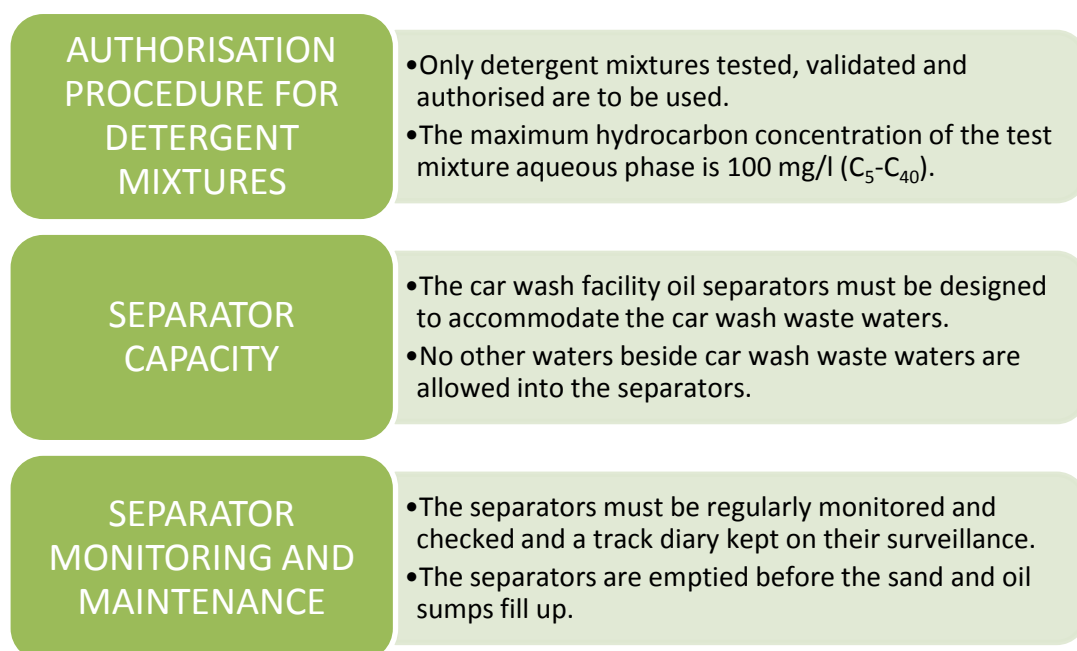 AUTHORISATION
PROCEDURE FOR
DETERGENT
MIXTURES
•Only detergent mixtures tested, validated and
authorised are to be used.
•The maximum hydrocarbon concentration of the test
mixture aqueous phase is 100 mg/l (C₅-C₄₀).
SEPARATOR
CAPACITY
•The car wash facility oil separators must be designed
to accommodate the car wash waste waters.
•No other waters beside car wash waste waters are
allowed into the separators.
SEPARATOR
MONITORING AND
MAINTENANCE
•The separators must be regularly monitored and
checked and a track diary kept on their surveillance.
•The separators are emptied before the sand and oil
sumps fill up.